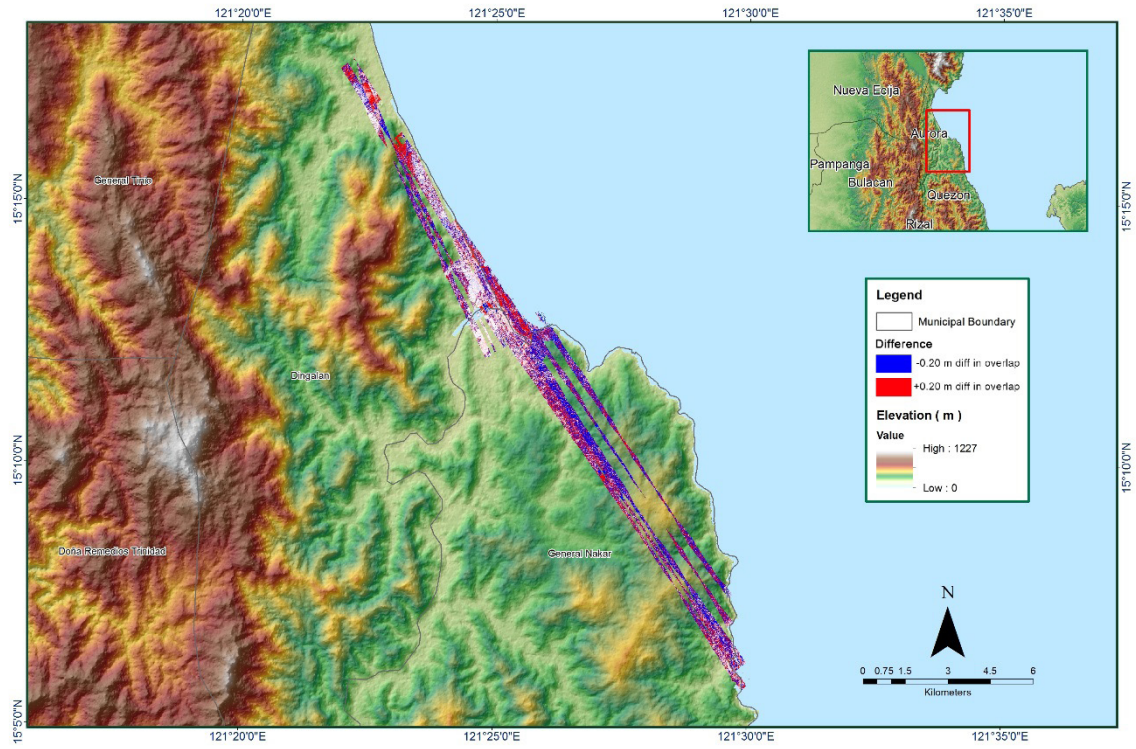 121°20'0"E
121°25'0"E
121°30'0"E
121°35'0"E
15°15'0"N
15°10'0"N
15°5'0"N
General Tinio
Dingalan
Doña Remedios Trinidad
General Nakar
Nueva Ecija
Aurora
Pampanga
Bulacan
Quezon
Rizal
15°15'0"N
15°10'0"N
Legend
Municipal Boundary
Difference
-0.20 m diff in overlap
+0.20 m diff in overlap
Elevation ( m )
Value
High : 1227
Low : 0
N
0 0.75 1.5 3 4.5 6
Kilometers
121°20'0"E
121°25'0"E
121°30'0"E
121°35'0"E